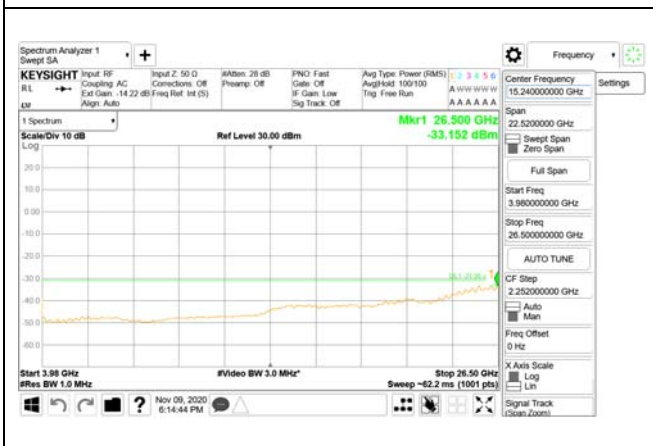 Spectrum Analyzer 1
Swept SA
+
Frequency
Settings
KEYSIGHT
RL
Input: RF
Coupling: AC
Ext Gain: -14.22 dB
Align: Auto
Input Z: 50 Ω
Corrections: Off
Freq Ref: Int (S)
#Atten: 28 dB
Preamp: Off
PNO: Fast
Gate: Off
IF Gain: Low
Sig Track: Off
Avg Type: Power (RMS)
Avg|Hold: 100/100
Trig: Free Run
1 2 3 4 5 6
A W W W W W
A A A A A A
1 Spectrum
Scale/Div 10 dB
Log
Ref Level 30.00 dBm
Mkr1 26.500 GHz
-33.152 dBm
20.0
10.0
0.00
-10.0
-20.0
-30.0
-40.0
-50.0
-60.0
1
Start 3.98 GHz
#Res BW 1.0 MHz
#Video BW 3.0 MHz*
Stop 26.50 GHz
Sweep ~62.2 ms (1001 pts)
?
Nov 09, 2020
6:14:44 PM
Center Frequency
15.240000000 GHz
Span
22.5200000 GHz
Swept Span
Zero Span
Full Span
Start Freq
3.980000000 GHz
Stop Freq
26.500000000 GHz
AUTO TUNE
CF Step
2.252000000 GHz
Auto
Man
Freq Offset
0 Hz
X Axis Scale
Log
Lin
Signal Track
(Span Zoom)